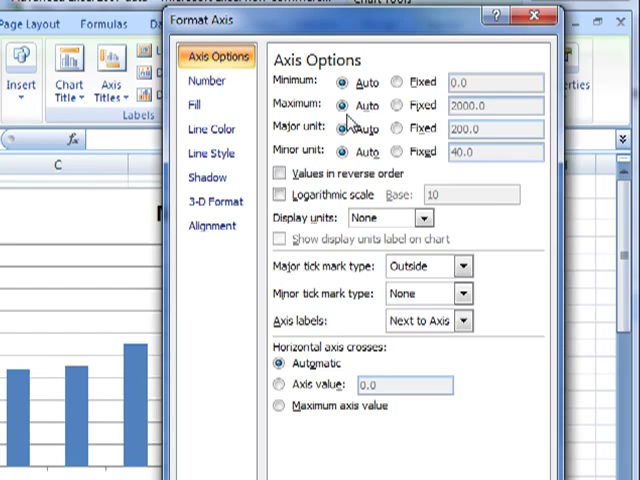 Chart Tools
Format Axis
Page Layout
Formulas
Insert
Chart
Title
Axis
Titles
Labels
fx
C
Axis Options
Number
Fill
Line Color
Line Style
Shadow
3-D Format
Alignment
Axis Options
Minimum: Auto Fixed 0.0
Maximum: Auto Fixed 2000.0
Major unit: Auto Fixed 200.0
Minor unit: Auto Fixed 40.0
Values in reverse order
Logarithmic scale Base: 10
Display units: None
Show display units label on chart
Major tick mark type: Outside
Minor tick mark type: None
Axis labels: Next to Axis
Horizontal axis crosses:
Automatic
Axis value: 0.0
Maximum axis value